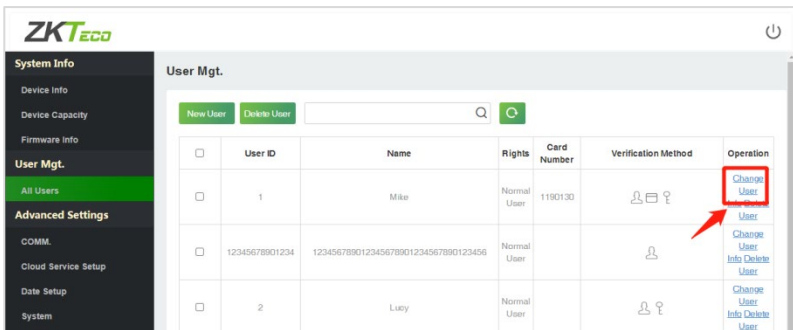 ZKTeco
System Info
Device Info
Device Capacity
Firmware Info
User Mgt.
All Users
Advanced Settings
COMM.
Cloud Service Setup
Date Setup
System
User Mgt.
New User
Delete User
User ID
Name
Rights
Card
Number
Verification Method
Operation
1
Mike
Normal
User
1190130
Change
User
Info Delete
User
12345678901234
123456789012345678901234567890123456
Normal
User
Change
User
Info Delete
User
2
Lucy
Normal
User
Change
User
Info Delete
User